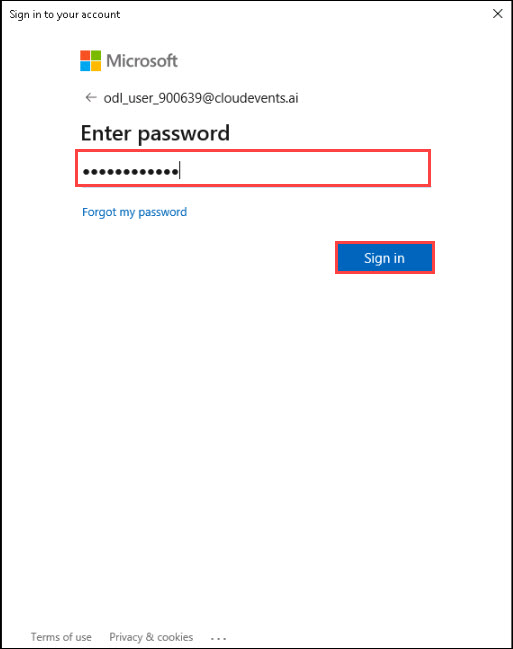 Sign in to your account
Microsoft
odl_user_900639@cloudevents.ai
Enter password
••••••••••••
Forgot my password
Sign in
Terms of use Privacy & cookies ...